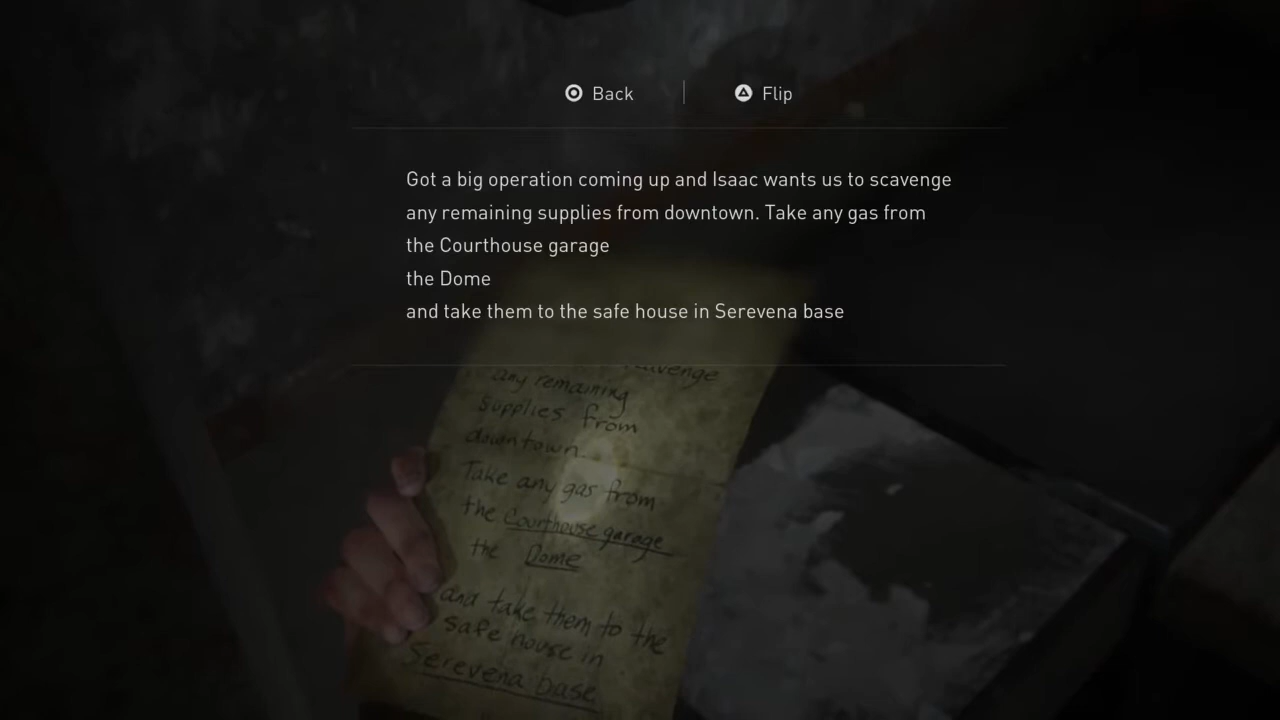 Back
Flip
Got a big operation coming up and Isaac wants us to scavenge
any remaining supplies from downtown. Take any gas from
the Courthouse garage
the Dome
and take them to the safe house in Serevena base
any remaining
supplies from
downtown.
Take any gas from
the Courthouse garage
the Dome
and take them to the
safe house in
Serevena base